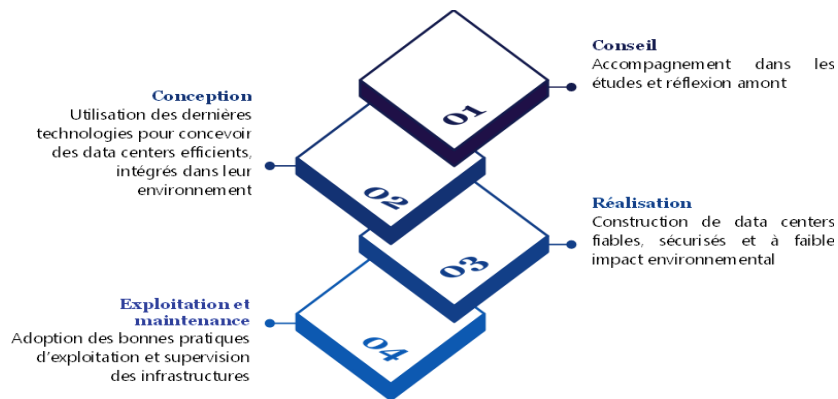 Conseil
Accompagnement dans les
études et réflexion amont
01
Conception
Utilisation des dernières
technologies pour concevoir
des data centers efficients,
intégrés dans leur
environnement
02
Réalisation
Construction de data centers
fiables, sécurisés et à faible
impact environnemental
03
Exploitation et
maintenance
Adoption des bonnes pratiques
d’exploitation et supervision
des infrastructures
04